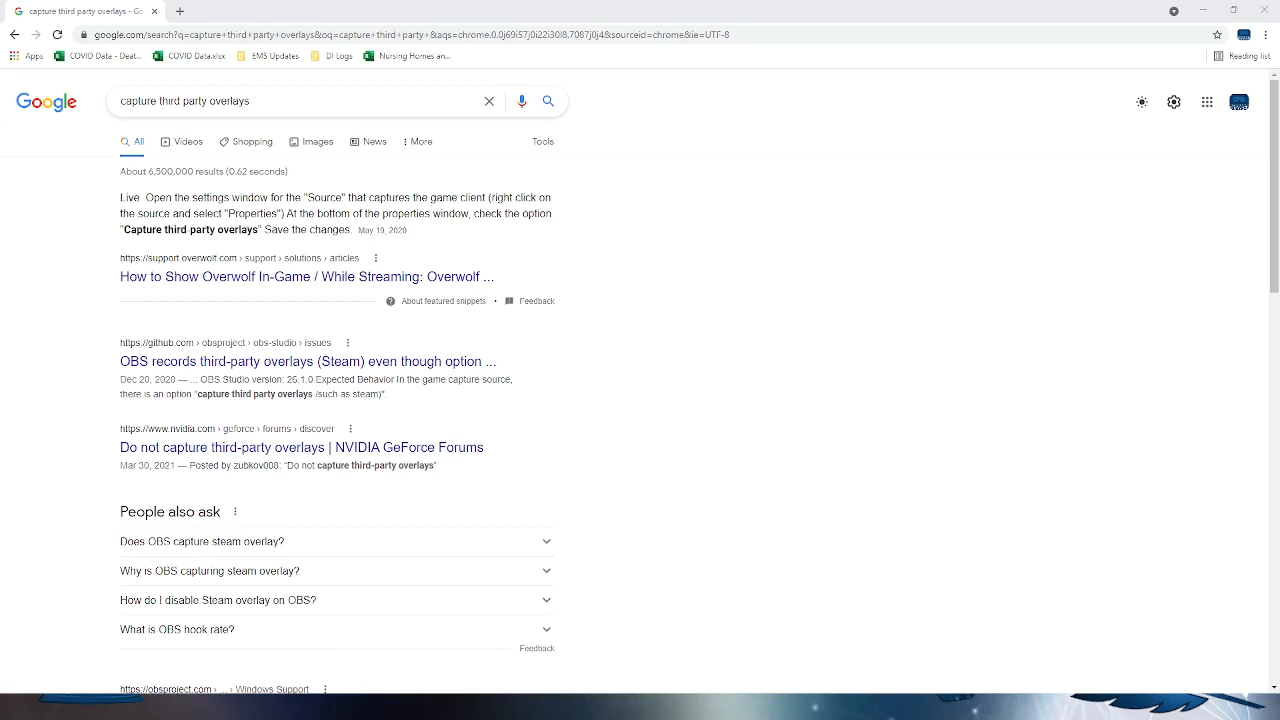 capture third party overlays - Go
google.com/search?q=capture+third+party+overlays&oq=capture+third+party+&aqs=chrome.0.0j69i57j0i22i30l8.7087j0j4&sourceid=chrome&ie=UTF-8
Apps COVID Data - Deat... COVID Data.xlsx EMS Updates DI Logs Nursing Homes an... Reading list
Google capture third party overlays
All Videos Shopping Images News More Tools
About 6,500,000 results (0.62 seconds)
Live Open the settings window for the "Source" that captures the game client (right click on
the source and select "Properties") At the bottom of the properties window, check the option
"Capture third party overlays" Save the changes. May 19, 2020
https://support.overwolf.com › support › solutions › articles
How to Show Overwolf In-Game / While Streaming: Overwolf ...
About featured snippets • Feedback
https://github.com › obsproject › obs-studio › issues
OBS records third-party overlays (Steam) even though option ...
Dec 20, 2020 — ... OBS Studio version: 26.1.0 Expected Behavior In the game capture source,
there is an option "capture third party overlays /such as steam)".
https://www.nvidia.com › geforce › forums › discover
Do not capture third-party overlays | NVIDIA GeForce Forums
Mar 30, 2021 — Posted by zubkov008: "Do not capture third-party overlays"
People also ask
Does OBS capture steam overlay?
Why is OBS capturing steam overlay?
How do I disable Steam overlay on OBS?
What is OBS hook rate?
Feedback
https://obsproject.com › ... › Windows Support